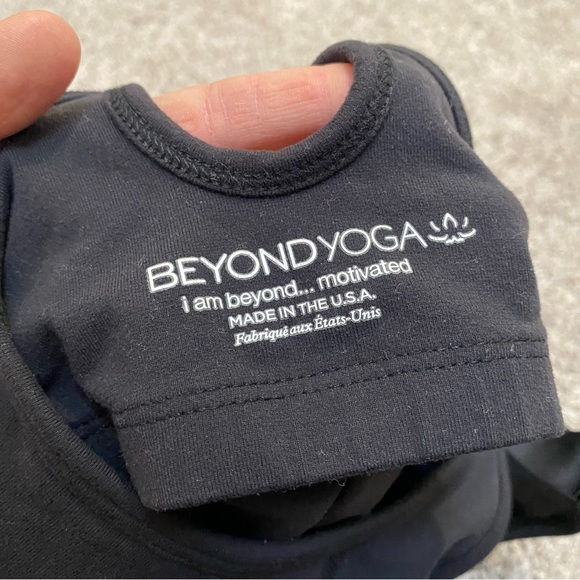 BEYOND YOGA
i am beyond... motivated
MADE IN THE U.S.A.
Fabriqué aux États-Unis